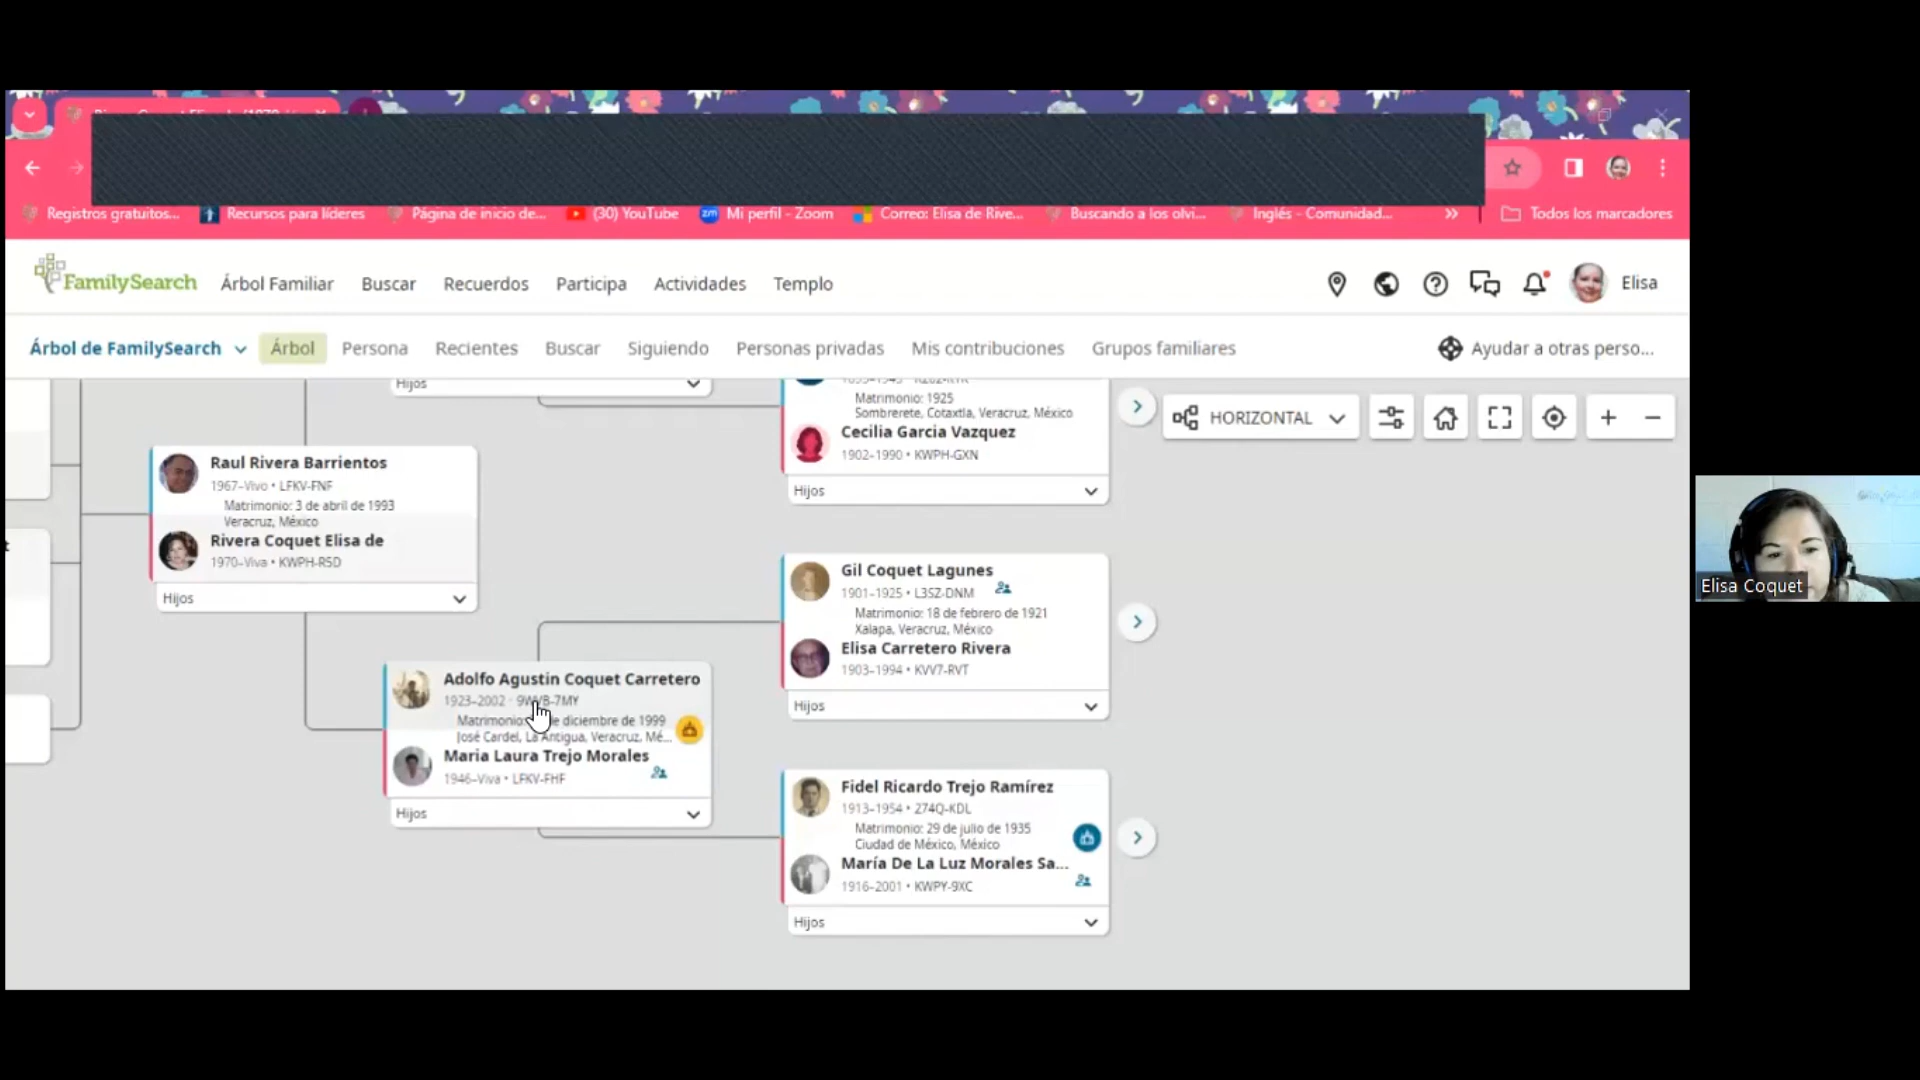 Registros gratuitos...
Recursos para líderes
Página de inicio de...
(30) YouTube
zm
Mi perfil - Zoom
Correo: Elisa de Rive...
Buscando a los olvi...
Inglés - Comunidad...
»
Todos los marcadores
FamilySearch
Árbol Familiar
Buscar
Recuerdos
Participa
Actividades
Templo
Elisa
Árbol de FamilySearch
Árbol
Persona
Recientes
Buscar
Siguiendo
Personas privadas
Mis contribuciones
Grupos familiares
Ayudar a otras perso...
Hijos
HORIZONTAL
Matrimonio: 1925
Sombrerete, Cotaxtla, Veracruz, México
Cecilia Garcia Vazquez
1902–1990 • KWPH-GXN
Hijos
Raul Rivera Barrientos
1967–Vivo • LFKV-FNF
Matrimonio: 3 de abril de 1993
Veracruz, México
Rivera Coquet Elisa de
1970–Viva • KWPH-R5D
Hijos
Gil Coquet Lagunes
1901–1925 • L3SZ-DNM
Matrimonio: 18 de febrero de 1921
Xalapa, Veracruz, México
Elisa Carretero Rivera
1903–1994 • KVV7-RVT
Hijos
Adolfo Agustin Coquet Carretero
1923–2002 • 9WVB-7MY
Matrimonio: de diciembre de 1999
José Cardel, La Antigua, Veracruz, Mé...
Maria Laura Trejo Morales
1946–Viva • LFKV-FHF
Hijos
Fidel Ricardo Trejo Ramírez
1913–1954 • 274Q-KDL
Matrimonio: 29 de julio de 1935
Ciudad de México, México
María De La Luz Morales Sa...
1916–2001 • KWPY-9XC
Hijos
Elisa Coquet